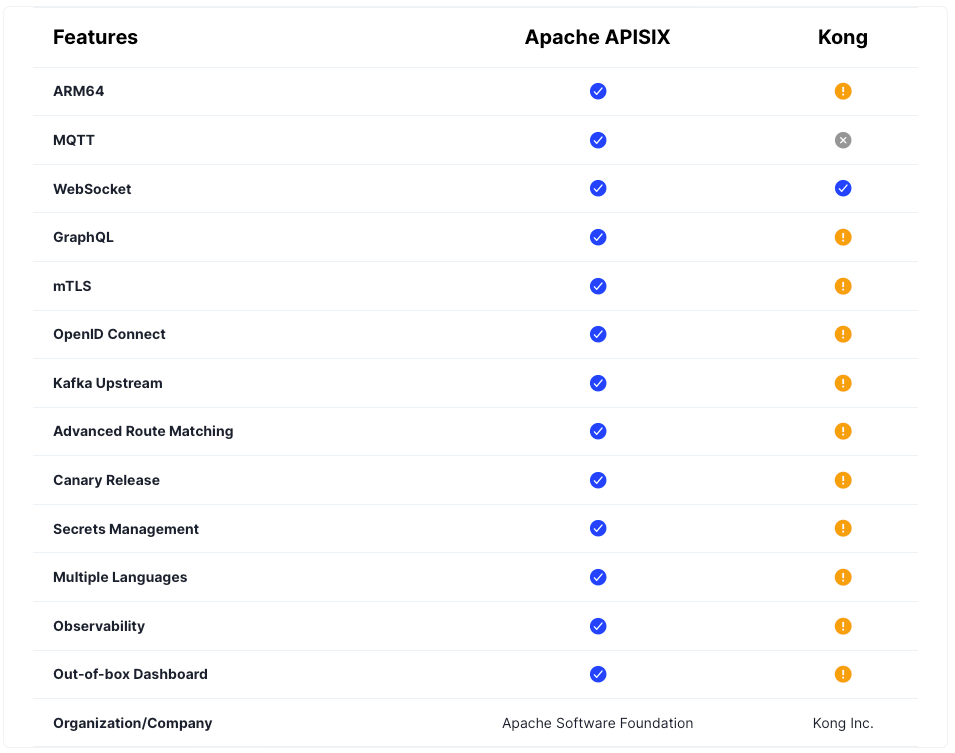 Features Apache APISIX Kong
ARM64
MQTT
WebSocket
GraphQL
mTLS
OpenID Connect
Kafka Upstream
Advanced Route Matching
Canary Release
Secrets Management
Multiple Languages
Observability
Out-of-box Dashboard
Organization/Company Apache Software Foundation Kong Inc.